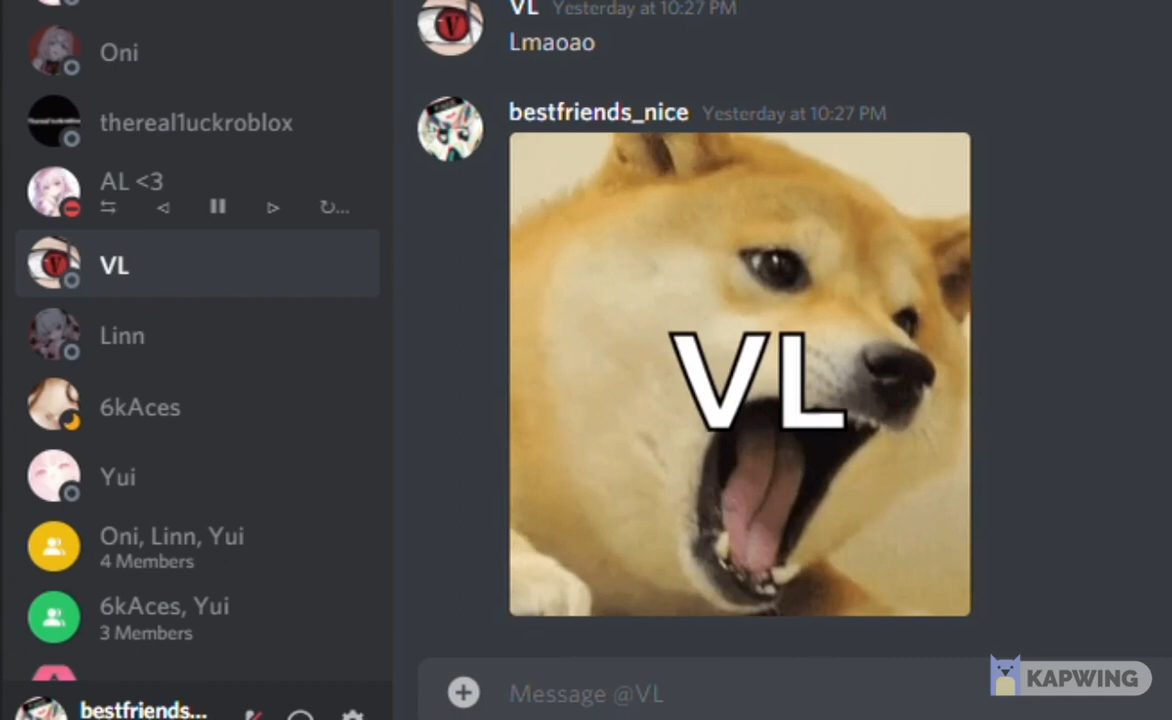 Oni
thereal1uckroblox
AL <3
VL
Linn
6kAces
Yui
Oni, Linn, Yui
4 Members
6kAces, Yui
3 Members
bestfriends...
VL Yesterday at 10:27 PM
Lmaoao
bestfriends_nice Yesterday at 10:27 PM
VL
Message @VL
KAPWING